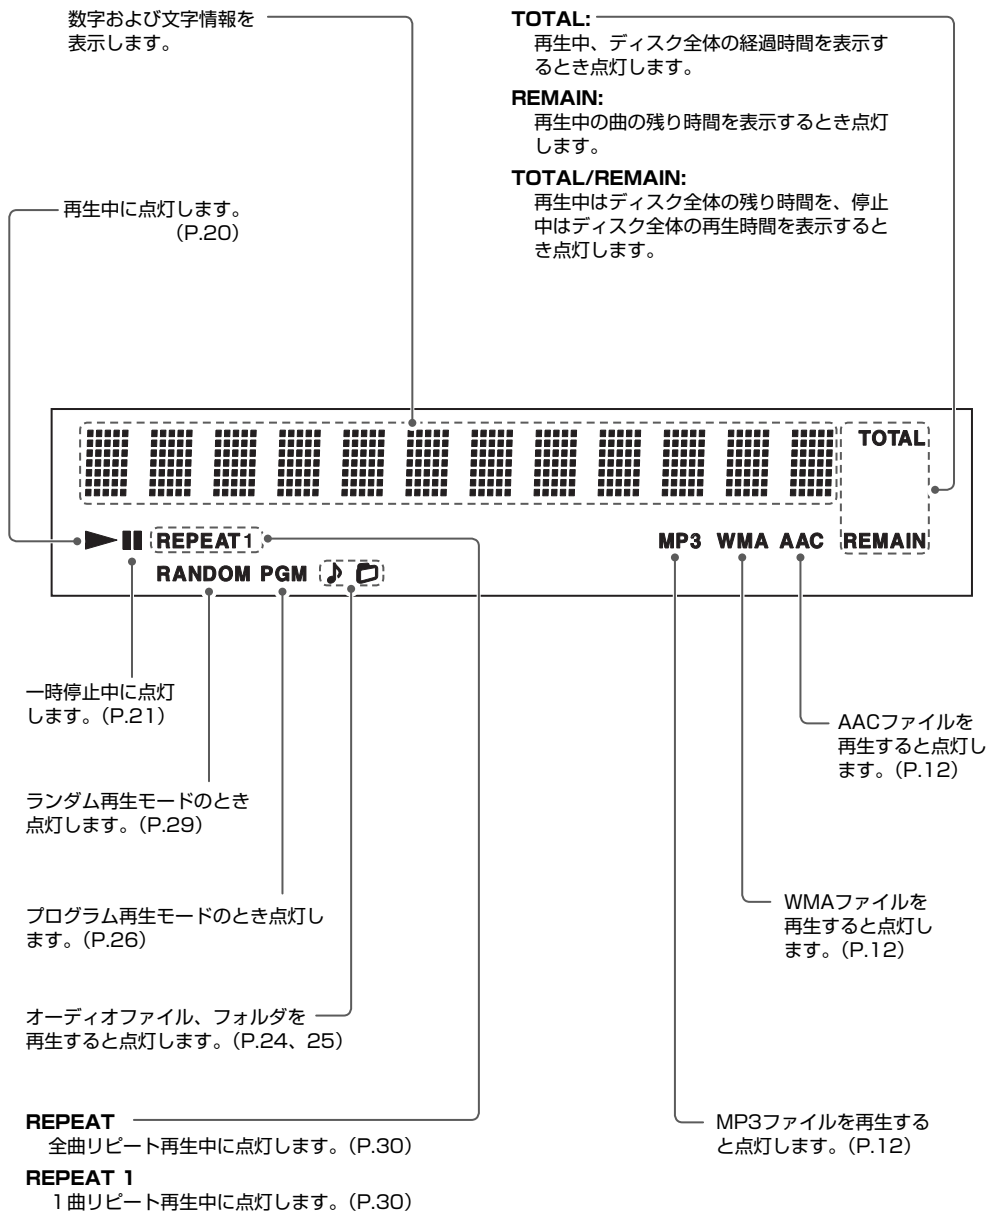 数字および文字情報を
表示します。
TOTAL:
再生中、ディスク全体の経過時間を表示す
るとき点灯します。
REMAIN:
再生中の曲の残り時間を表示するとき点灯
します。
TOTAL/REMAIN:
再生中はディスク全体の残り時間を、停止
中はディスク全体の再生時間を表示すると
き点灯します。
再生中に点灯します。
(P.20)
TOTAL
REPEAT1
MP3 WMA AAC REMAIN
RANDOM PGM
一時停止中に点灯
します。(P.21)
AACファイルを
再生すると点灯し
ます。(P.12)
ランダム再生モードのとき
点灯します。(P.29)
WMAファイルを
再生すると点灯し
ます。(P.12)
プログラム再生モードのとき点灯し
ます。(P.26)
オーディオファイル、フォルダを
再生すると点灯します。(P.24、25)
MP3ファイルを再生する
と点灯します。(P.12)
REPEAT
全曲リピート再生中に点灯します。(P.30)
REPEAT 1
1曲リピート再生中に点灯します。(P.30)